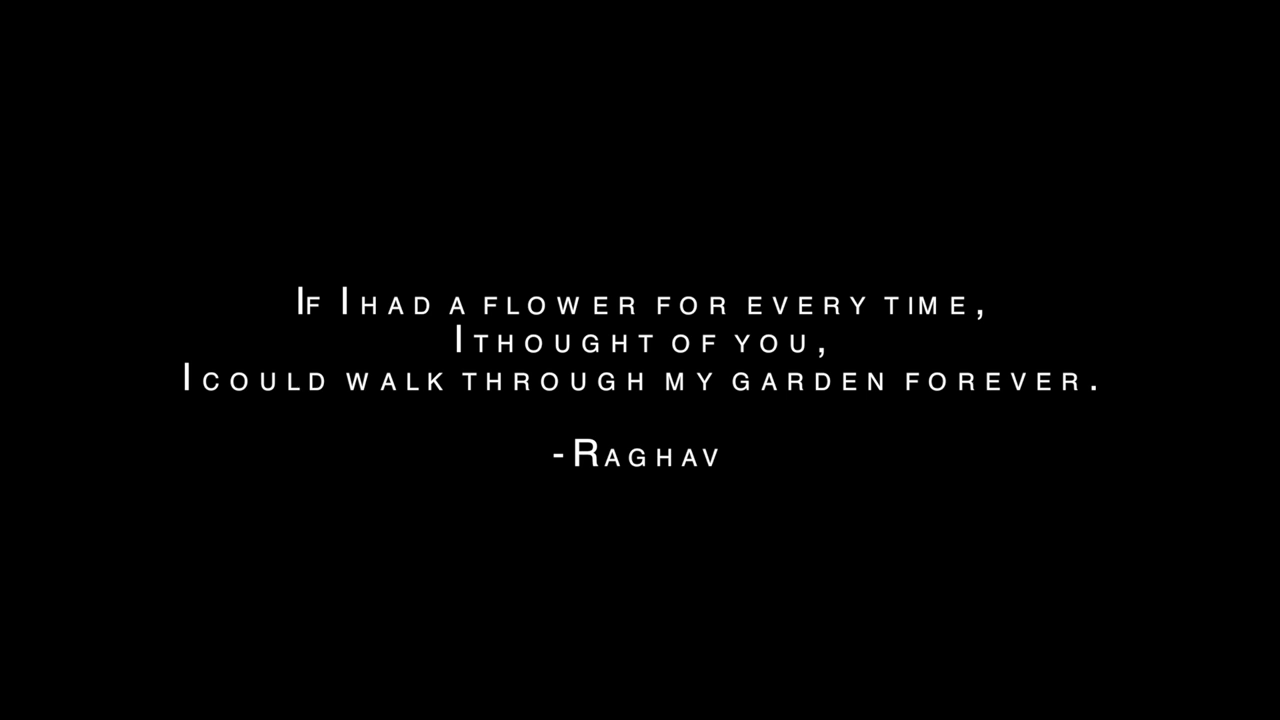 If I had a flower for every time,
I thought of you,
I could walk through my garden forever.
-Raghav